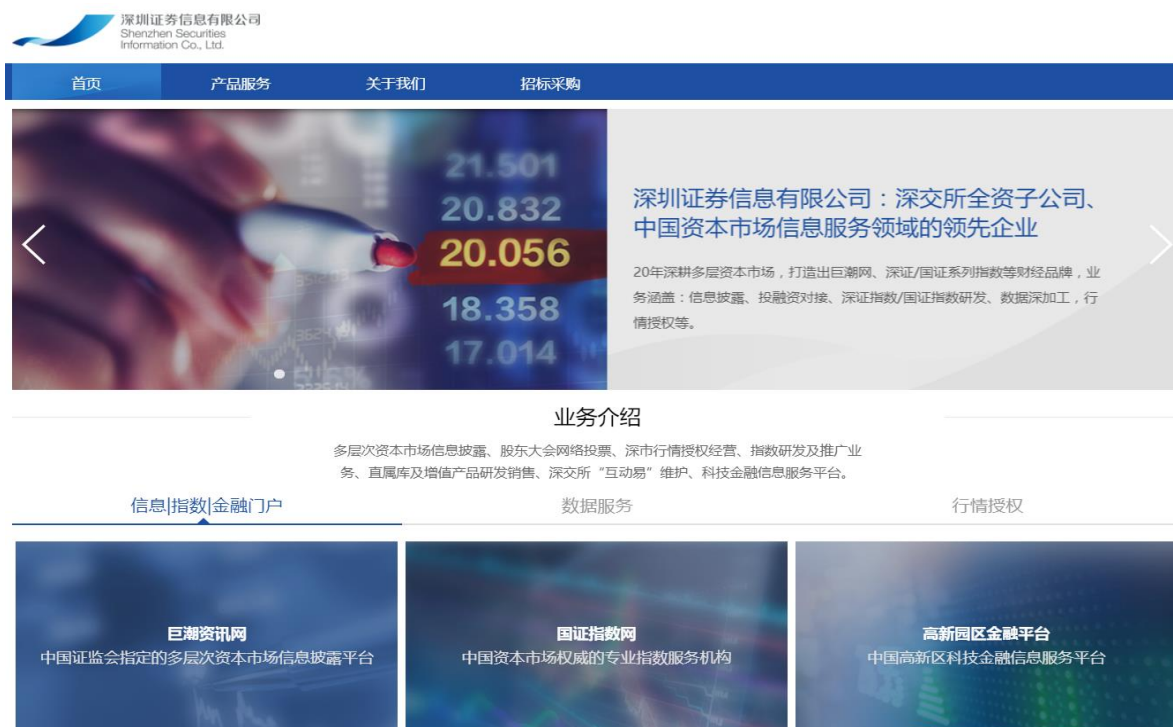 深圳证券信息有限公司
Shenzhen Securities
Information Co., Ltd.
首页 产品服务 关于我们 招标采购
21.501
20.832
20.056
18.358
17.014
深圳证券信息有限公司：深交所全资子公司、
中国资本市场信息服务领域的领先企业
20年深耕多层资本市场，打造出巨潮网、深证/国证系列指数等财经品牌，业
务涵盖：信息披露、投融资对接、深证指数/国证指数研发、数据深加工，行
情授权等。
业务介绍
多层次资本市场信息披露、股东大会网络投票、深市行情授权经营、指数研发及推广业
务、直属库及增值产品研发销售、深交所“互动易”维护、科技金融信息服务平台。
信息|指数|金融门户 数据服务 行情授权
巨潮资讯网
中国证监会指定的多层次资本市场信息披露平台
国证指数网
中国资本市场权威的专业指数服务机构
高新园区金融平台
中国高新区科技金融信息服务平台